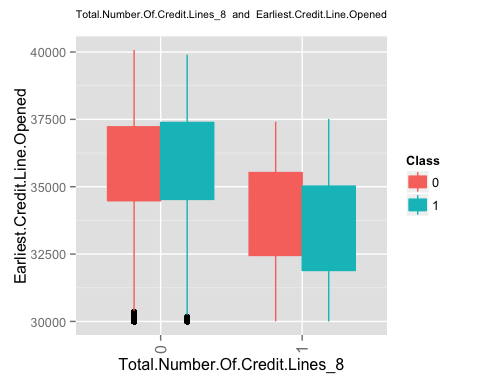 Total.Number.Of.Credit.Lines_8 and Earliest.Credit.Line.Opened
40000
37500
35000
32500
30000
Earliest.Credit.Line.Opened
0
1
Total.Number.Of.Credit.Lines_8
Class
0
1